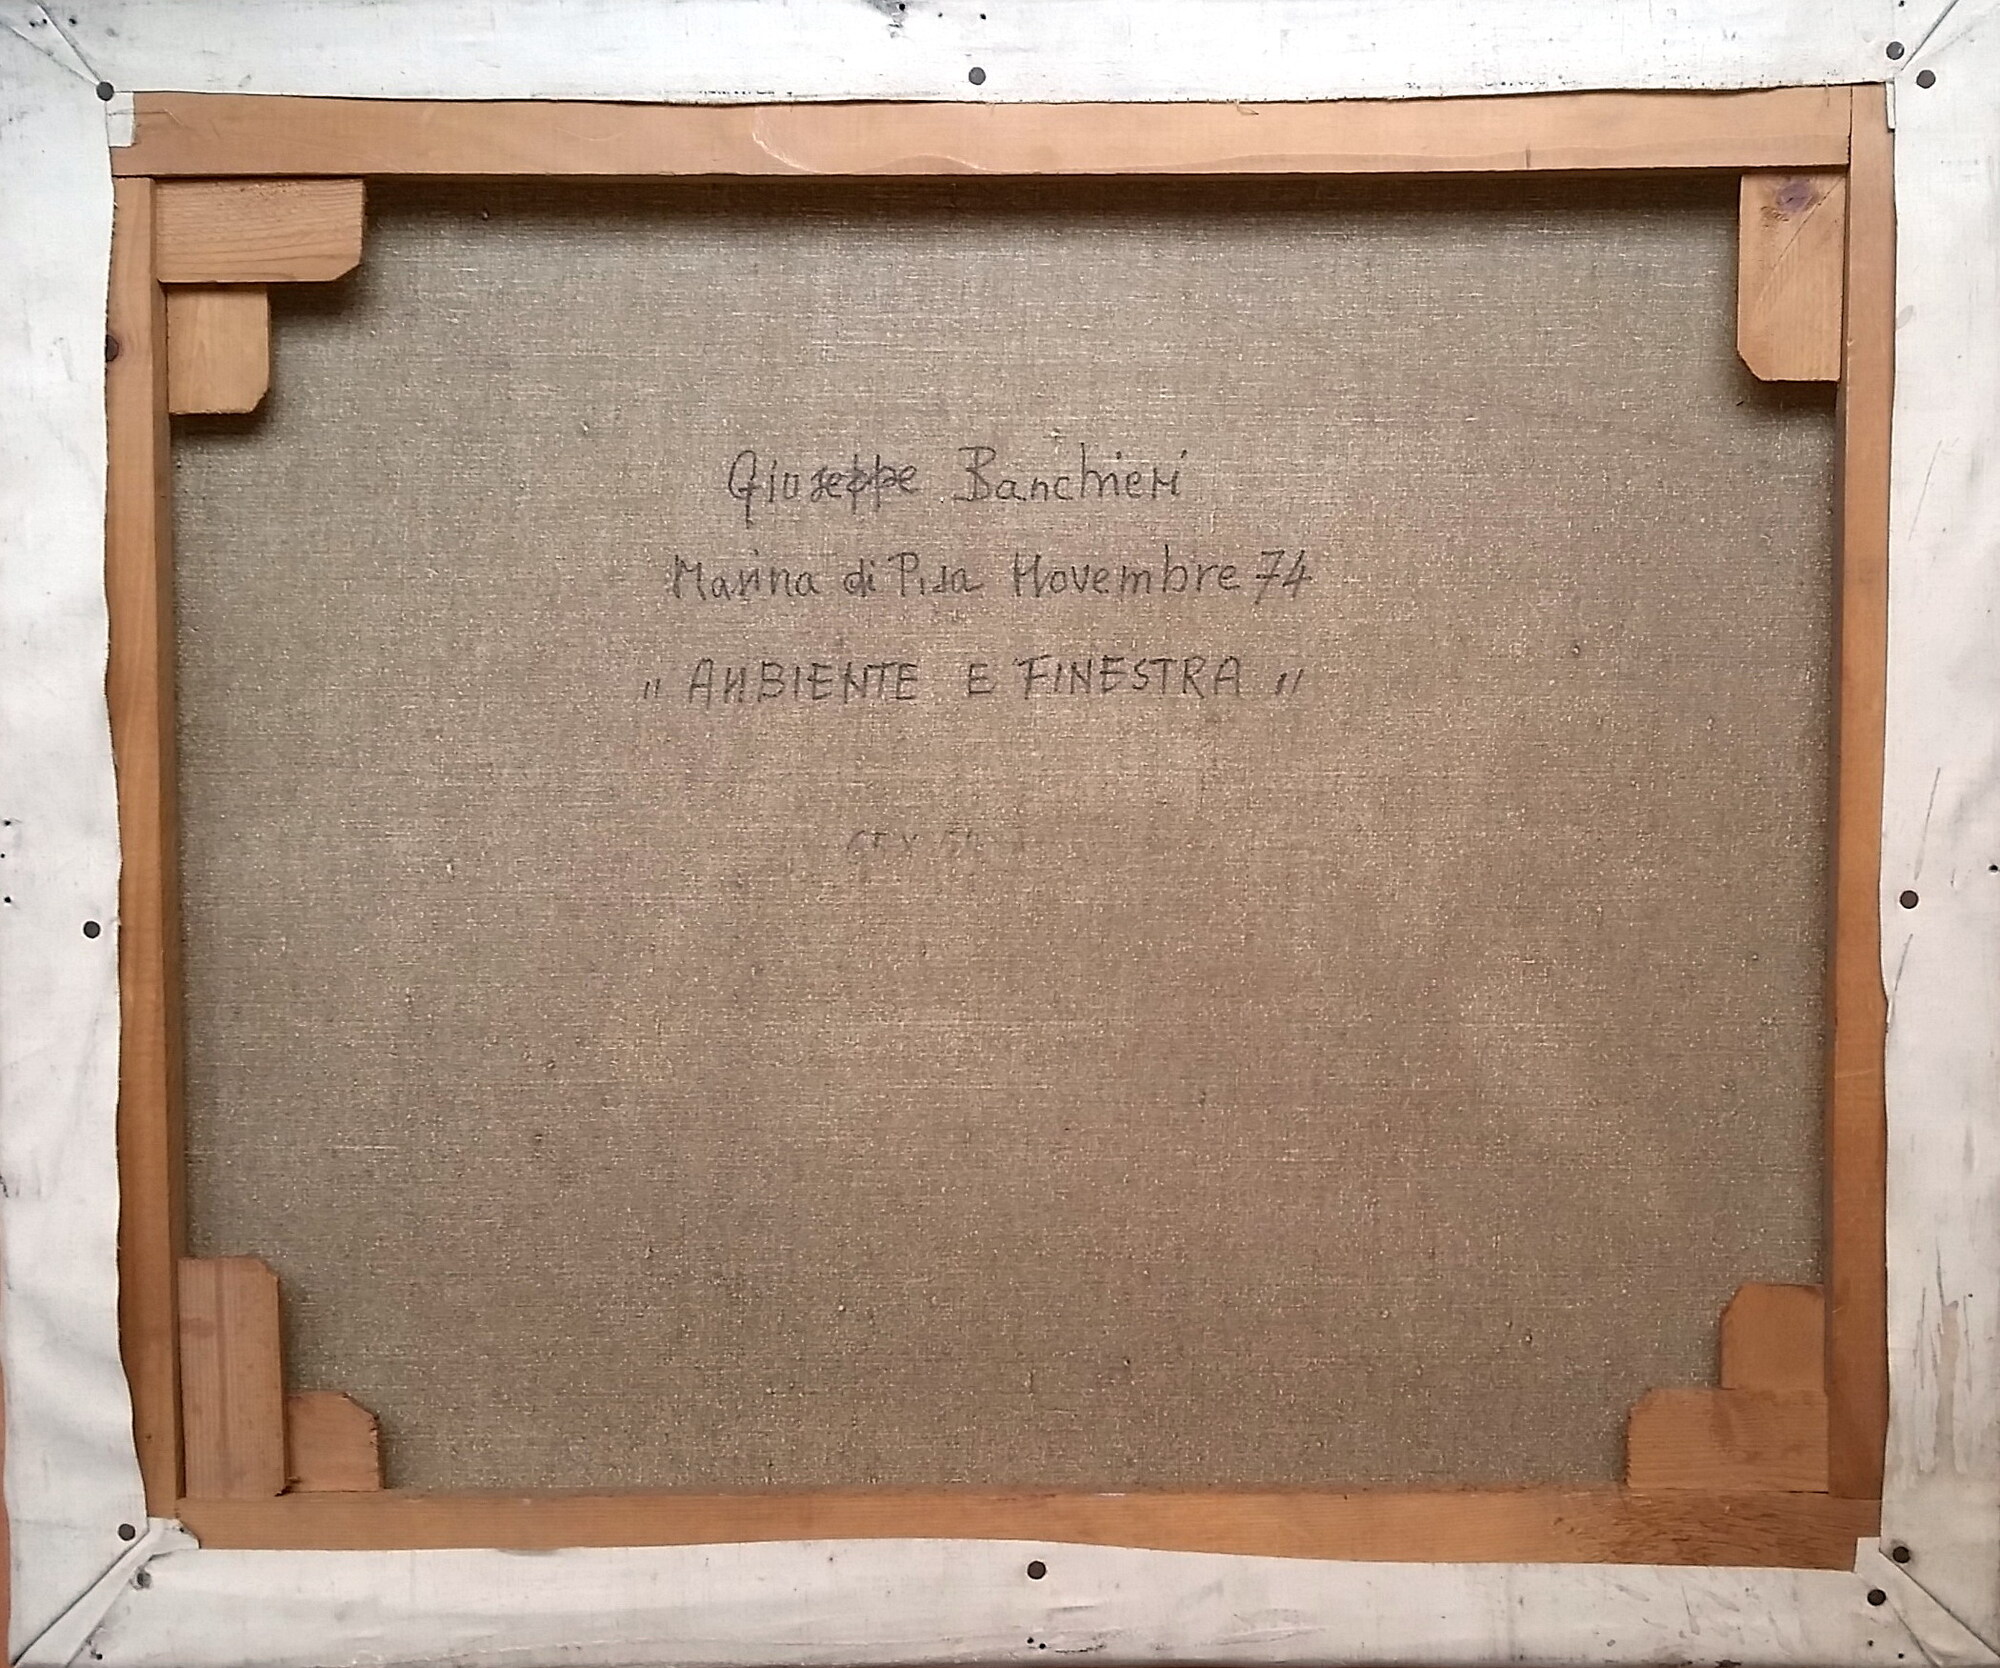 Giuseppe Banchieri
Marina di Pisa Novembre 74
„ AMBIENTE E FINESTRA "